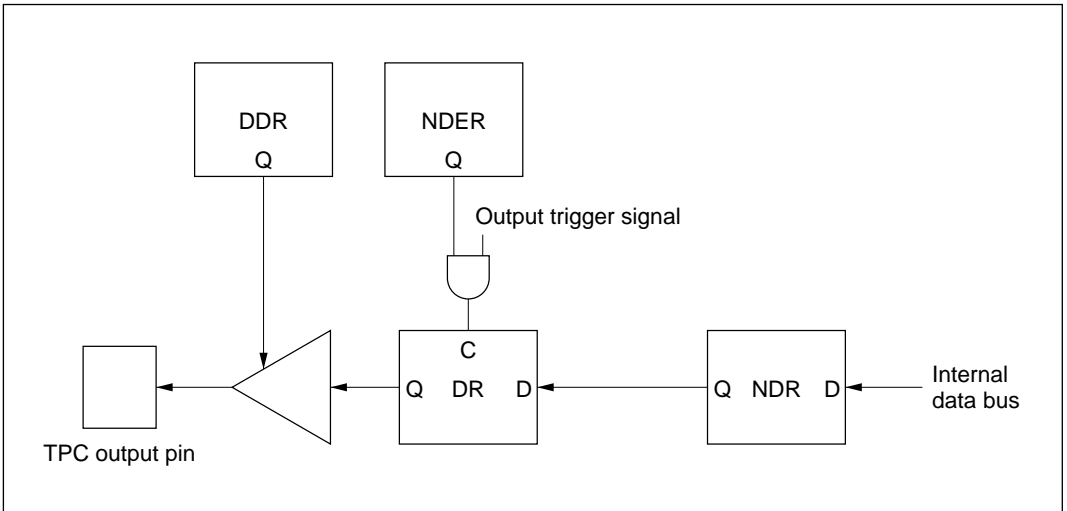 DDR
Q
NDER
Q
Output trigger signal
C
Q DR D
Q NDR D
Internal
data bus
TPC output pin